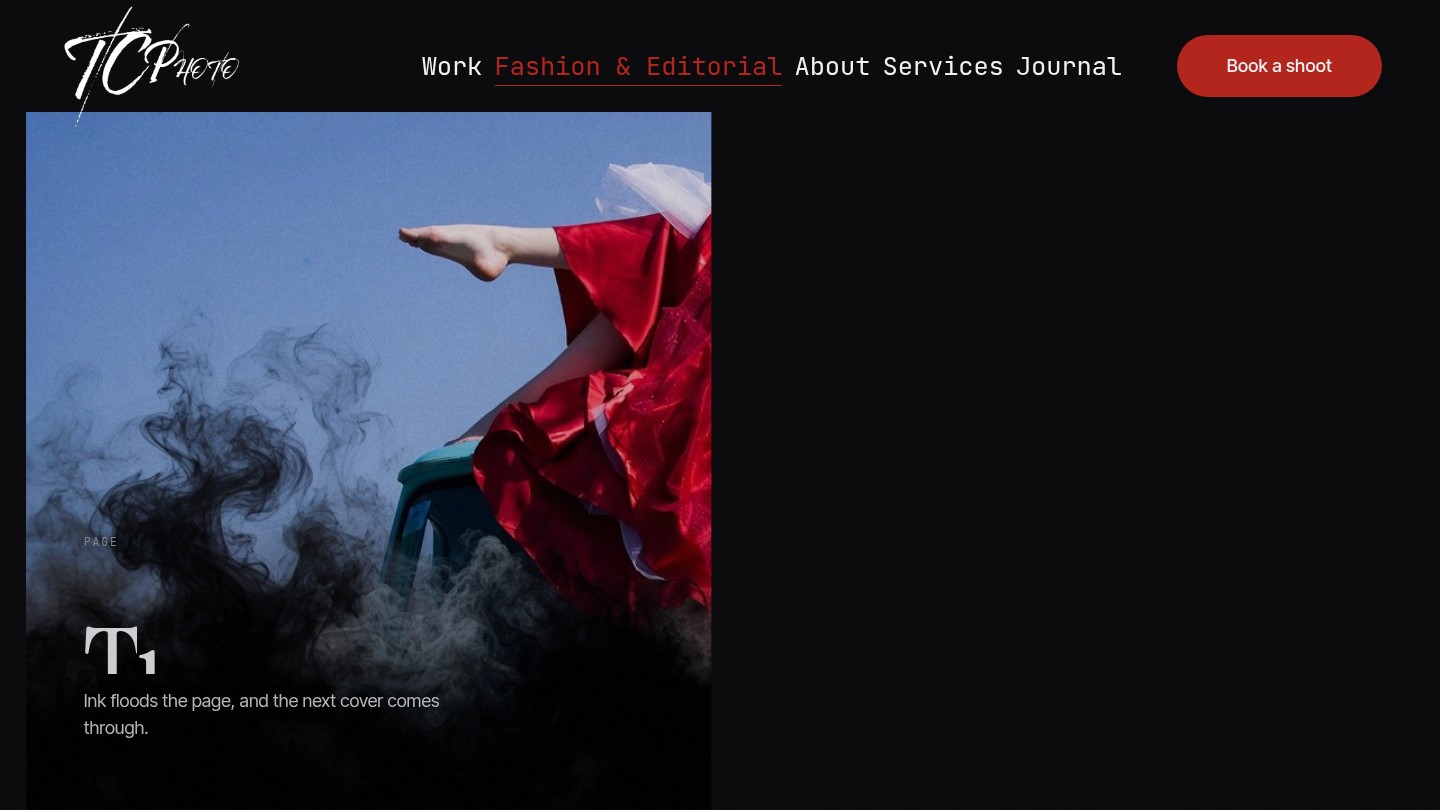 TCPHOTO
Work Fashion & Editorial About Services Journal
Book a shoot
PAGE
Ink floods the page, and the next cover comes
through.